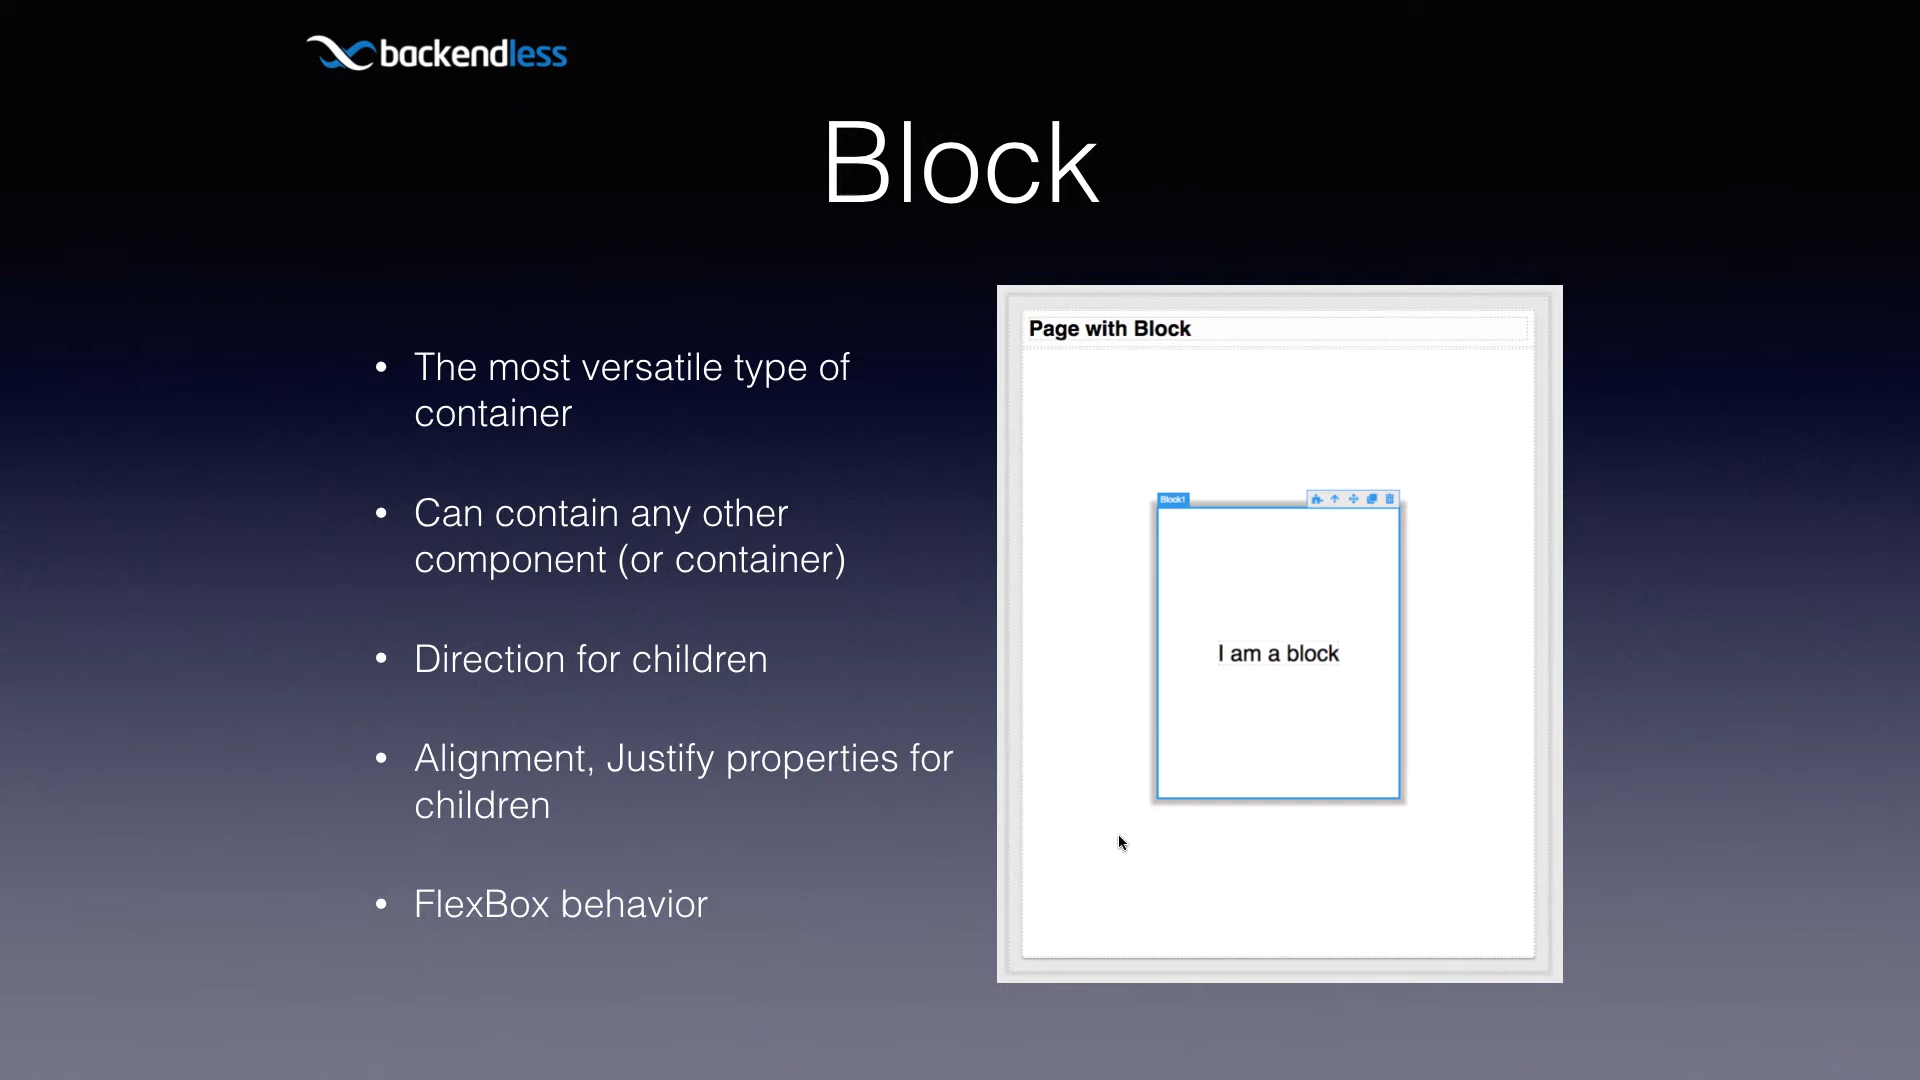 backendless
Block
• The most versatile type of
container
• Can contain any other
component (or container)
• Direction for children
• Alignment, Justify properties for
children
• FlexBox behavior
Page with Block
Block1
I am a block